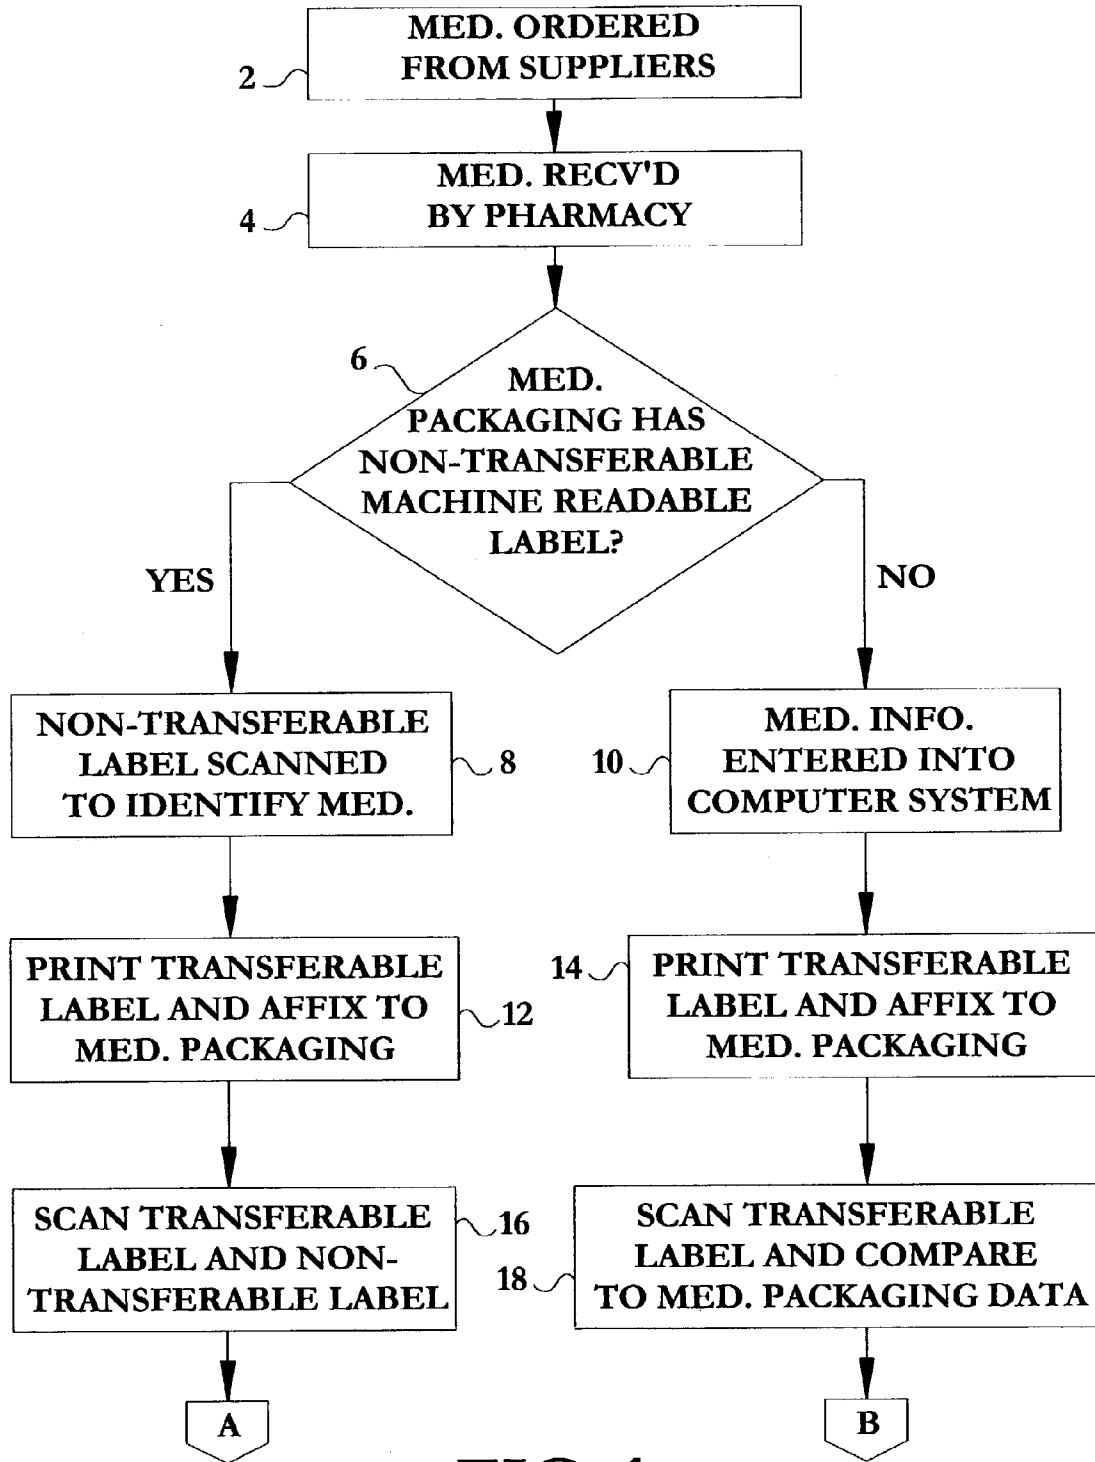 MED. ORDERED
FROM SUPPLIERS
2
MED. RECV'D
BY PHARMACY
4
6
MED.
PACKAGING HAS
NON-TRANSFERABLE
MACHINE READABLE
LABEL?
YES
NO
NON-TRANSFERABLE
LABEL SCANNED
TO IDENTIFY MED.
8
10
MED. INFO.
ENTERED INTO
COMPUTER SYSTEM
PRINT TRANSFERABLE
LABEL AND AFFIX TO
MED. PACKAGING
12
14
PRINT TRANSFERABLE
LABEL AND AFFIX TO
MED. PACKAGING
SCAN TRANSFERABLE
LABEL AND NON-
TRANSFERABLE LABEL
16
18
SCAN TRANSFERABLE
LABEL AND COMPARE
TO MED. PACKAGING DATA
A
B